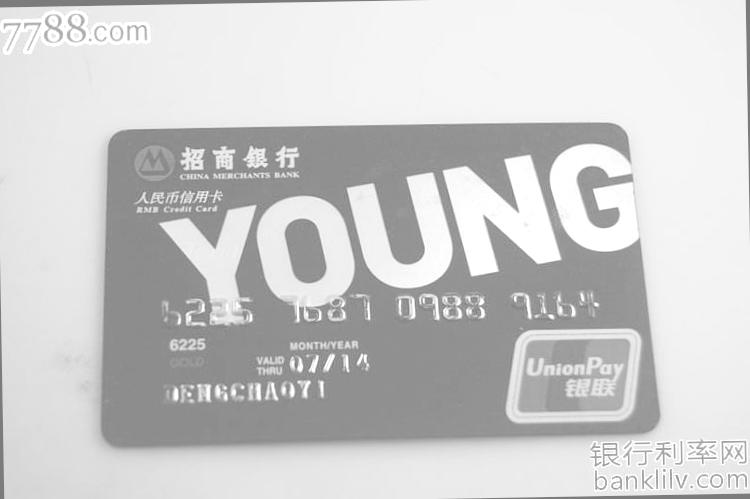 7788.com
招商银行
CHINA MERCHANTS BANK
人民币信用卡
RMB Credit Card
YOUNG
6225 7687 0988 9164
6225
MONTH/YEAR
GOLD
VALID THRU 07/14
DENGCHAOYI
UnionPay
银联
银行利率网
banklilv.com